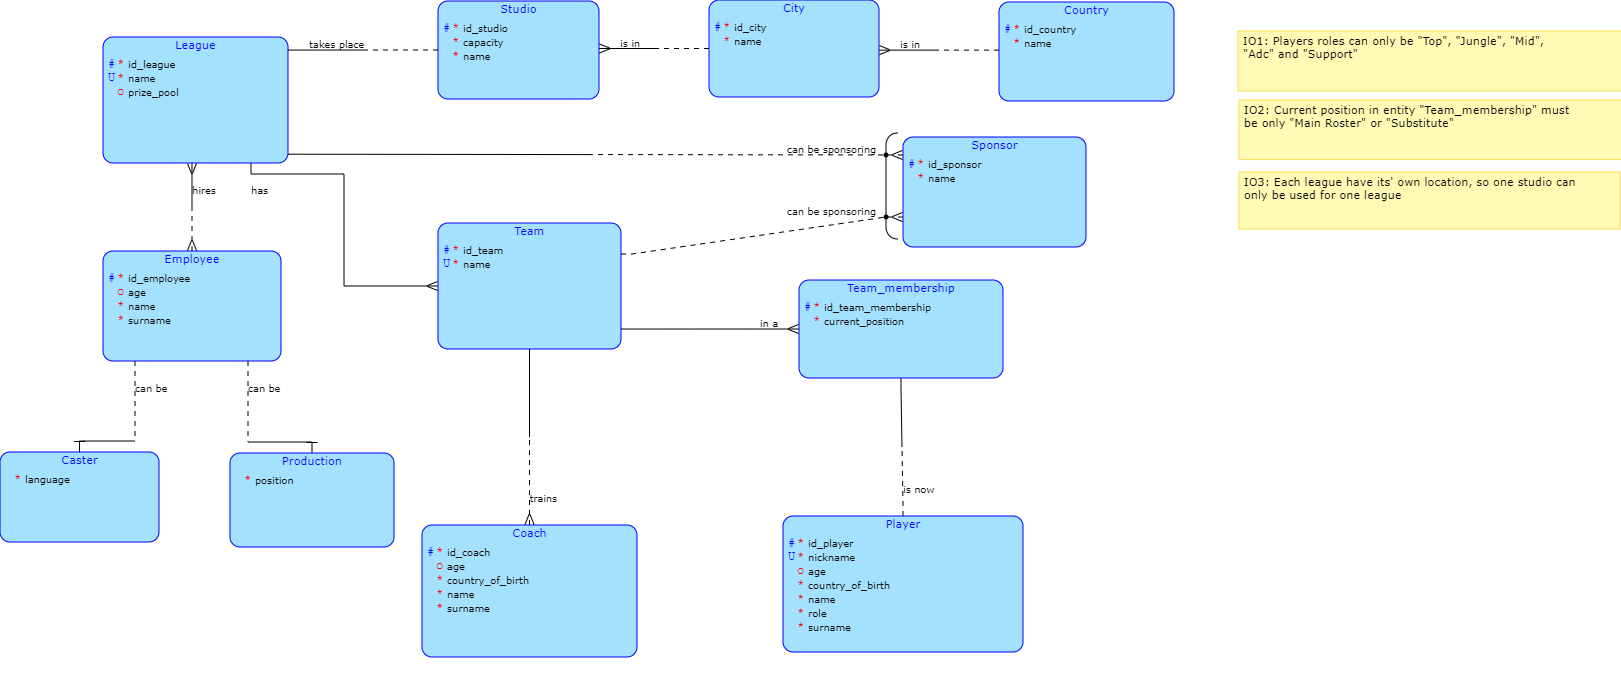 League
# * id_league
U * name
o prize_pool
takes place
Studio
# * id_studio
* capacity
* name
is in
City
# * id_city
* name
is in
Country
# * id_country
* name
IO1: Players roles can only be "Top", "Jungle", "Mid",
"Adc" and "Support"
IO2: Current position in entity "Team_membership" must
be only "Main Roster" or "Substitute"
IO3: Each league have its' own location, so one studio can
only be used for one league
can be sponsoring
can be sponsoring
Sponsor
# * id_sponsor
* name
hires
has
Employee
# * id_employee
o age
* name
* surname
Team
# * id_team
U * name
in a
Team_membership
# * id_team_membership
* current_position
can be
can be
Caster
* language
Production
* position
trains
is now
Coach
# * id_coach
o age
* country_of_birth
* name
* surname
Player
# * id_player
U * nickname
o age
* country_of_birth
* name
* role
* surname